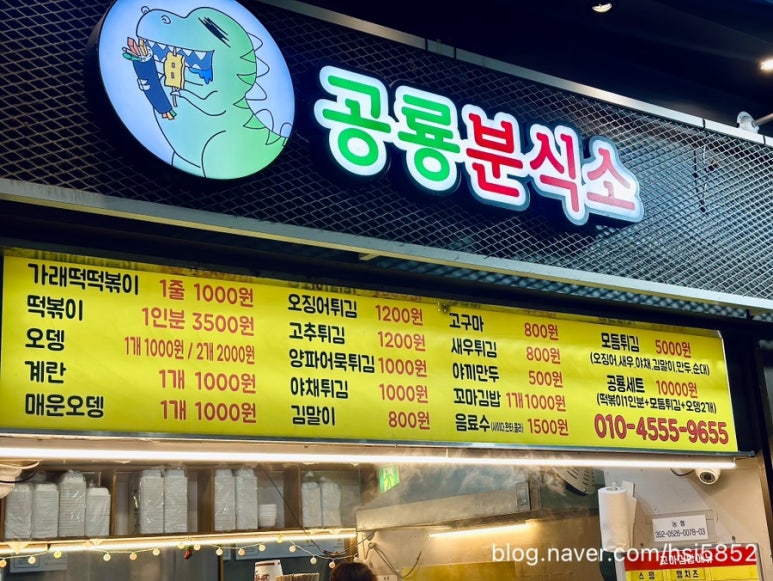 공룡분식소
가래떡떡볶이 1줄 1000원
떡볶이 1인분 3500원
오뎅 1개 1000원 / 2개 2000원
계란 1개 1000원
매운오뎅 1개 1000원
오징어튀김 1200원
고추튀김 1200원
양파어묵튀김 1000원
야채튀김 1000원
김말이 800원
고구마 800원
새우튀김 800원
야끼만두 500원
꼬마김밥 1개 1000원
음료수 1500원
모듬튀김 5000원
(오징어,새우,야채,김말이,만두,순대)
공룡세트 10000원
(떡볶이1인분+모듬튀김+오뎅2개)
010-4555-9655
농협
352-0526-0079-03
blog.naver.com/hsi5852